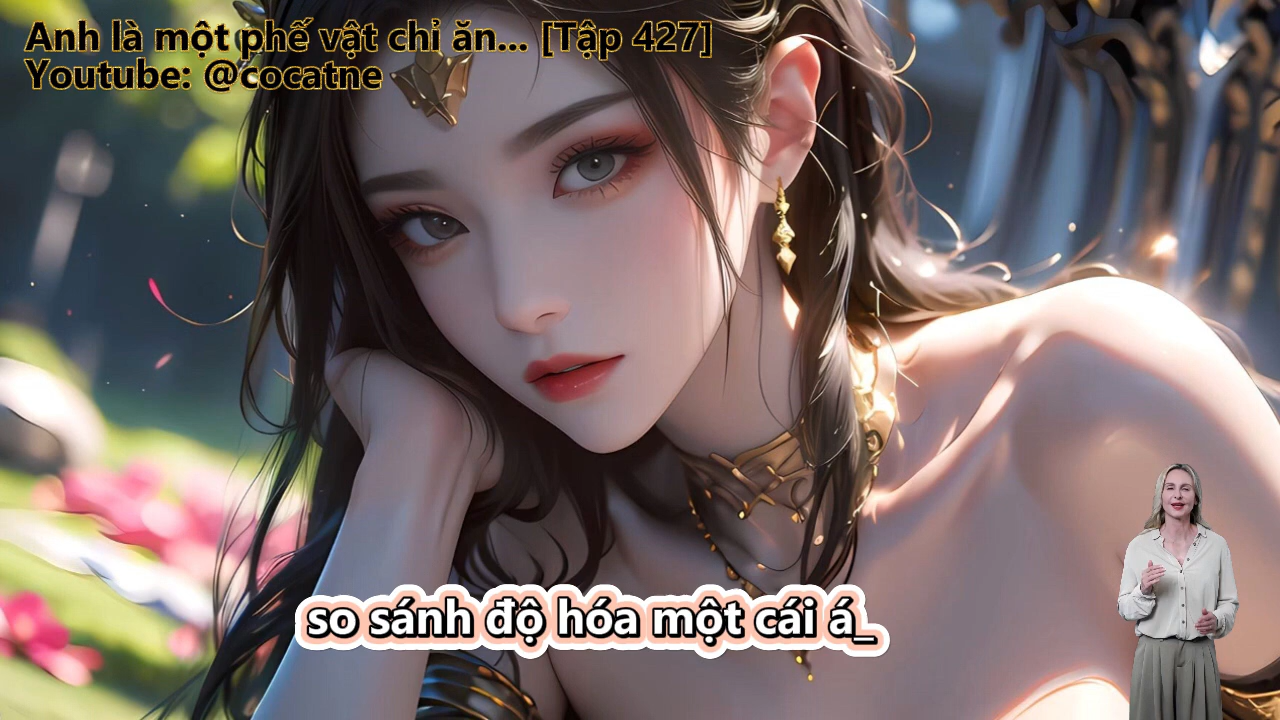 Anh là một phế vật chỉ ăn... [Tập 427]
Youtube: @cocatne
so sánh độ hóa một cái á_